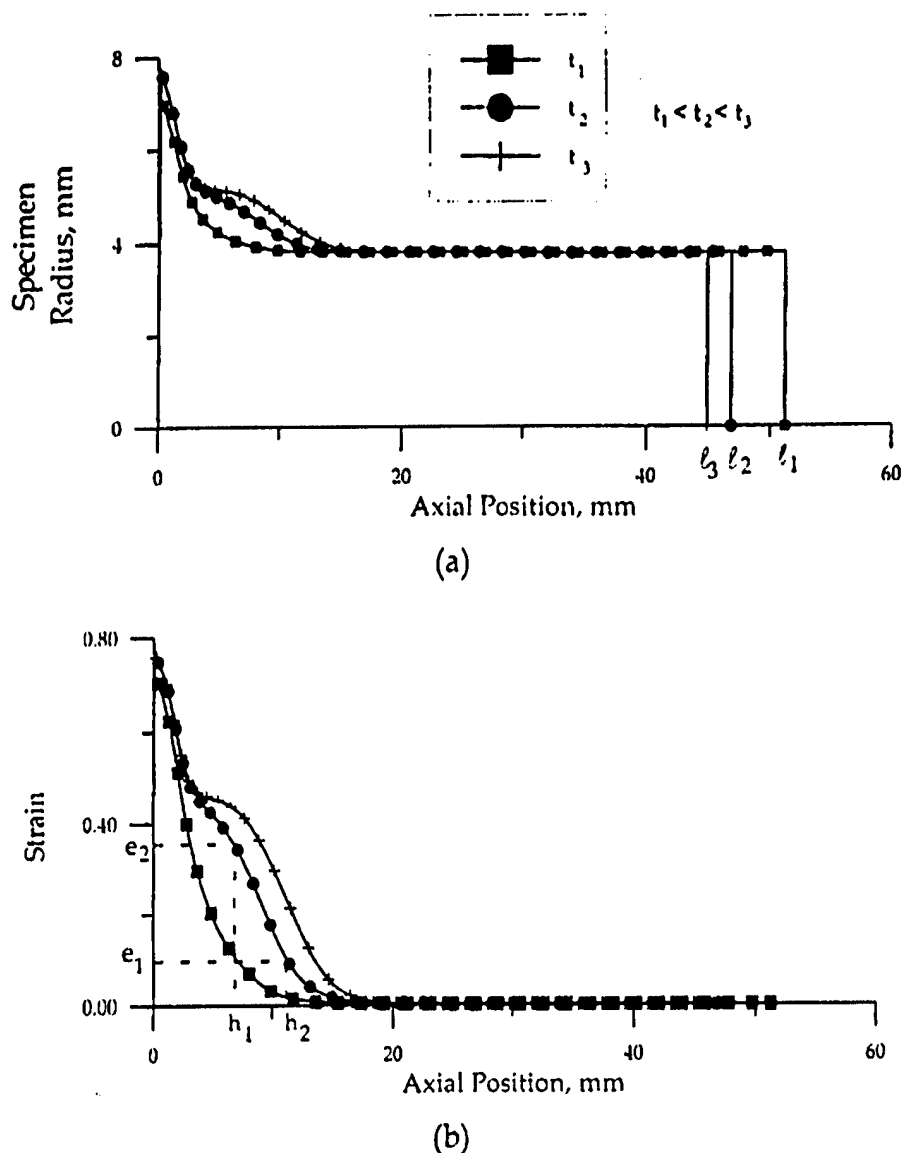 t₁
t₂
t₃
t₁ < t₂ < t₃
8
4
0
Specimen
Radius, mm
0
20
40
60
ℓ₃ ℓ₂ ℓ₁
Axial Position, mm
(a)
0.80
0.40
0.00
e₂
e₁
Strain
h₁
h₂
0
20
40
60
Axial Position, mm
(b)